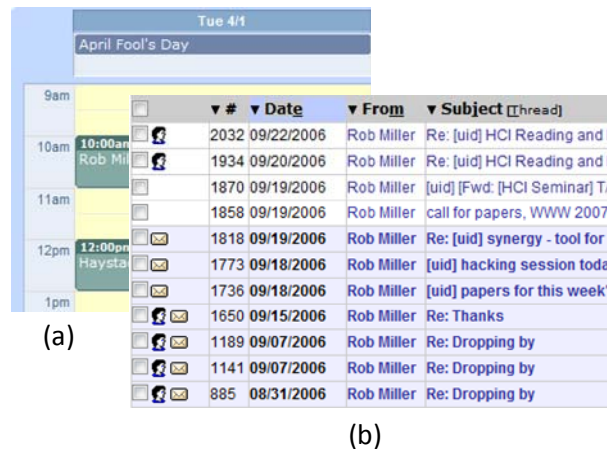 Tue 4/1
April Fool's Day
9am
10am 10:00am
Rob
11am
12pm 12:00pm
1pm
(a)
# Date From Subject [Thread]
2032 09/22/2006 Rob Miller Re: [uid] HCI Reading and
1934 09/20/2006 Rob Miller Re: [uid] HCI Reading and
1870 09/19/2006 Rob Miller [uid] [Fwd: [HCI Seminar]
1858 09/19/2006 Rob Miller call for papers, WWW 2007
1818 09/19/2006 Rob Miller Re: [uid] synergy - tool for
1773 09/18/2006 Rob Miller [uid] hacking session
1736 09/18/2006 Rob Miller [uid] papers for this week'
1650 09/15/2006 Rob Miller Re: Thanks
1189 09/07/2006 Rob Miller Re: Dropping by
1141 09/07/2006 Rob Miller Re: Dropping by
885 08/31/2006 Rob Miller Re: Dropping by
(b)